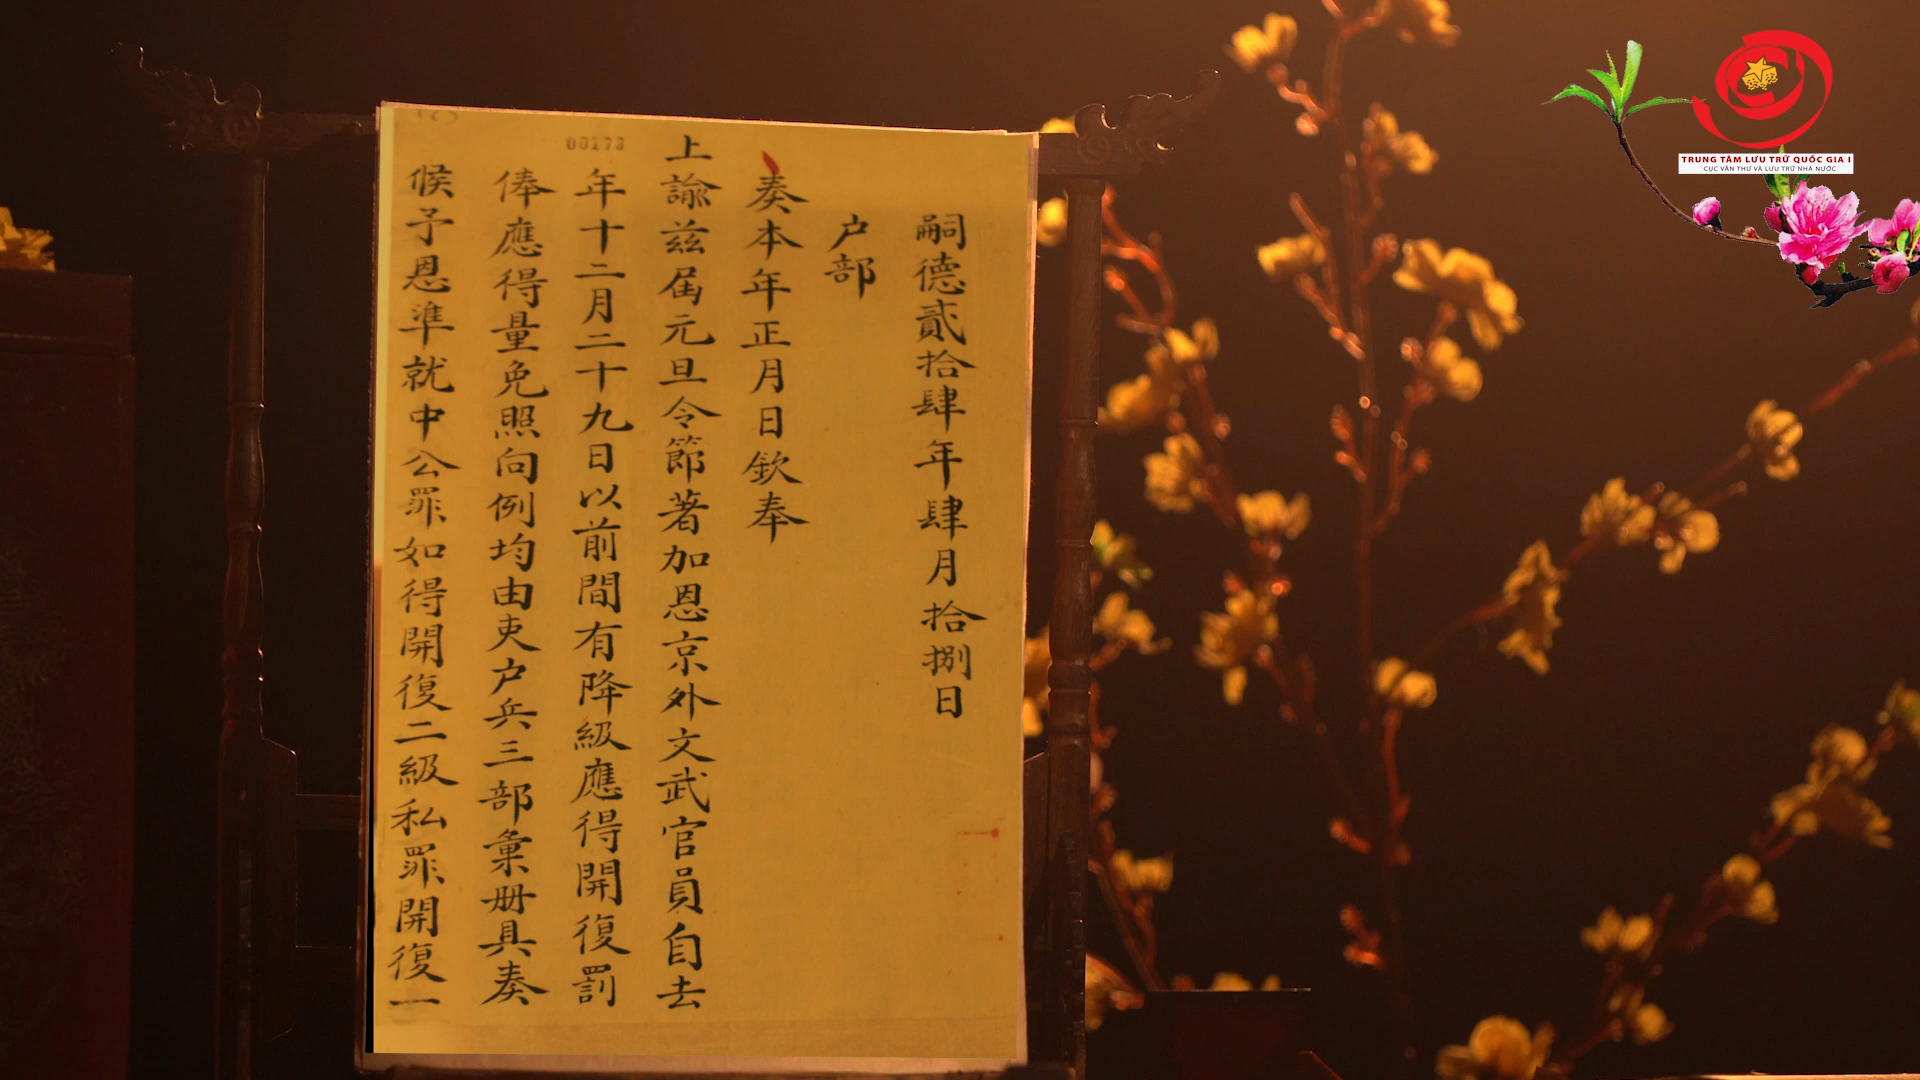 嗣德貳拾肆年肆月拾捌日
户部
奏本年正月日欽奉
上諭兹届元旦令節著加恩京外文武官員自去
年十二月二十九日以前間有降級應得開復罰
俸應得量免照向例均由吏户兵三部彙册具奏
候予恩準就中公罪如得開復二級私罪開復一
00173
TRUNG TÂM LƯU TRỮ QUỐC GIA I
CỤC VĂN THƯ VÀ LƯU TRỮ NHÀ NƯỚC